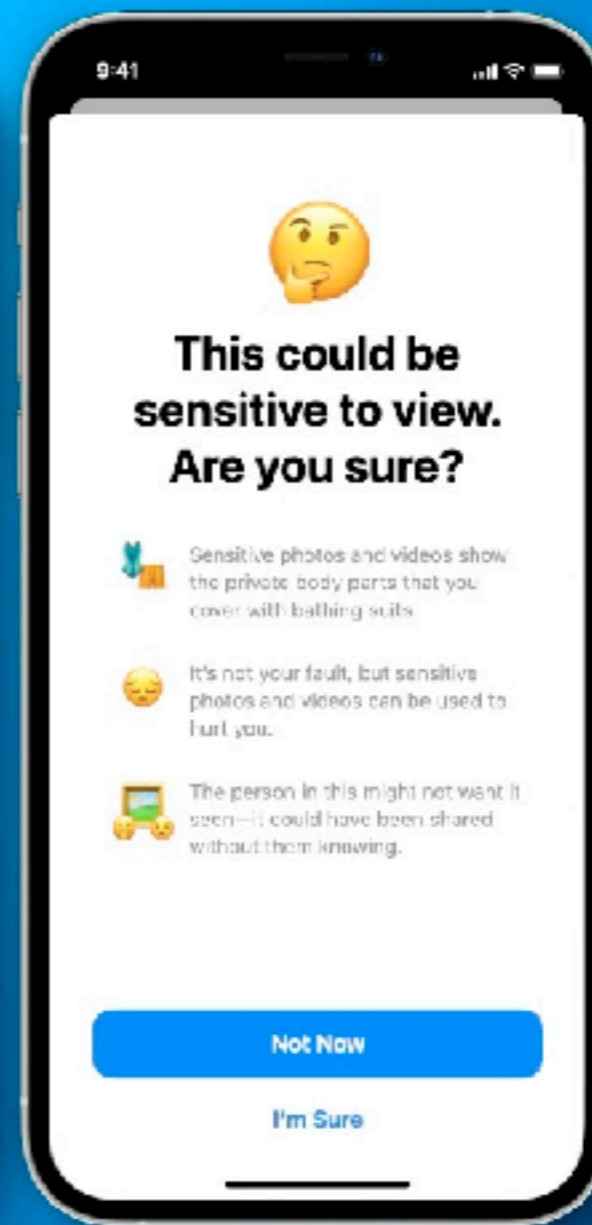 9:41
This could be
sensitive to view.
Are you sure?
Sensitive photos and videos show
the private body parts that you
cover with bathing suits.
It's not your fault, but sensitive
photos and videos can be used to
hurt you.
The person in this might not want it
seen—it could have been shared
without them knowing.
Not Now
I'm Sure